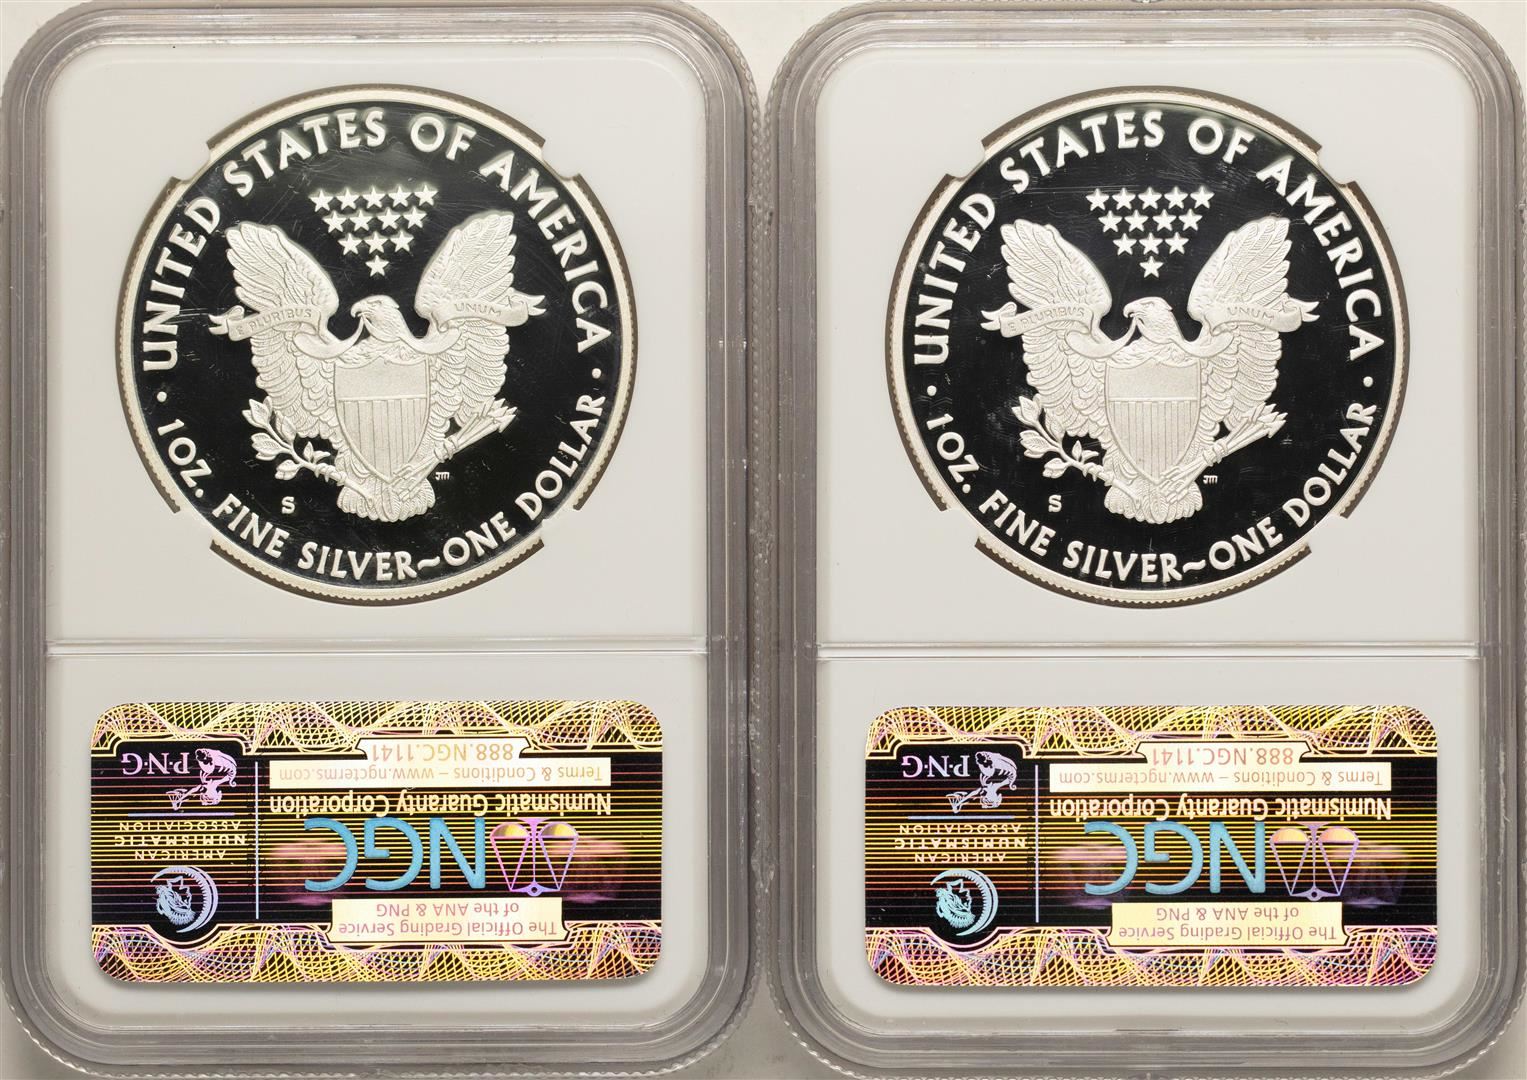 UNITED STATES OF AMERICA
E PLURIBUS UNUM
S
JM
· 1 OZ. FINE SILVER~ONE DOLLAR ·
UNITED STATES OF AMERICA
E PLURIBUS UNUM
S
JM
· 1 OZ. FINE SILVER~ONE DOLLAR ·
The Official Grading Service
of the ANA & PNG
NGC
Numismatic Guaranty Corporation
Terms & Conditions – www.ngcterms.com
888.NGC.1141
AMERICAN
NUMISMATIC
ASSOCIATION
P·N·G
The Official Grading Service
of the ANA & PNG
NGC
Numismatic Guaranty Corporation
Terms & Conditions – www.ngcterms.com
888.NGC.1141
AMERICAN
NUMISMATIC
ASSOCIATION
P·N·G